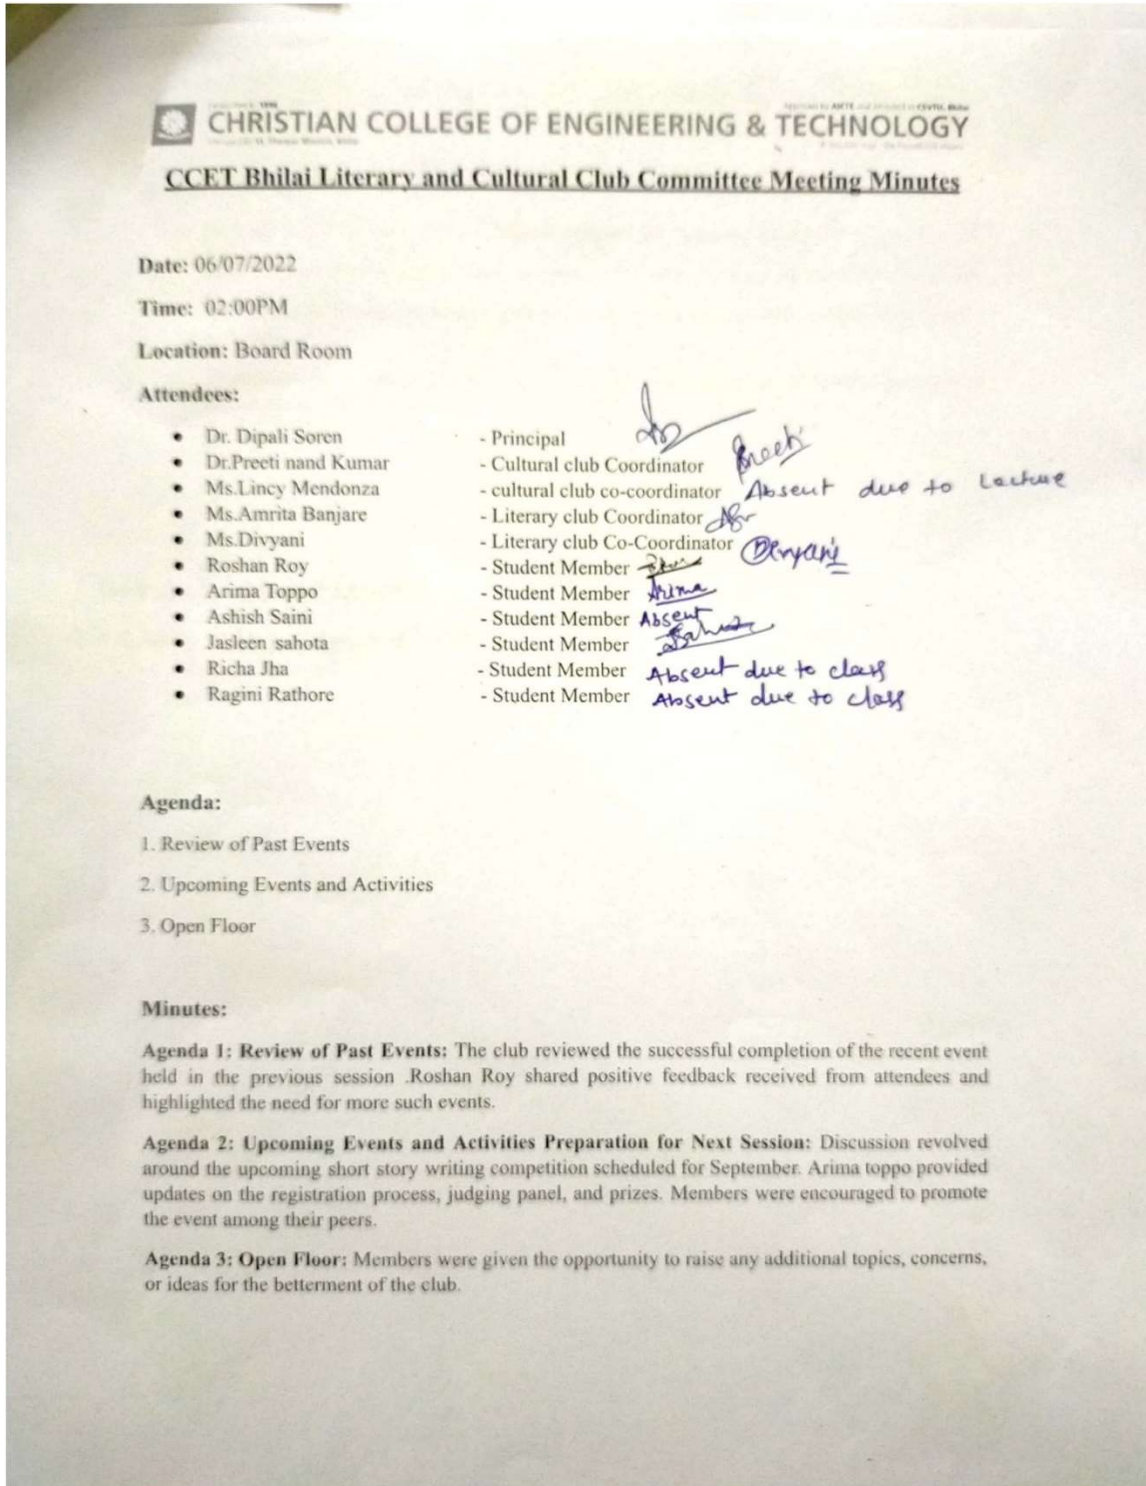 CHRISTIAN COLLEGE OF ENGINEERING & TECHNOLOGY
CCET Bhilai Literary and Cultural Club Committee Meeting Minutes
Date: 06/07/2022
Time: 02:00PM
Location: Board Room
Attendees:
• Dr. Dipali Soren - Principal
• Dr.Preeti nand Kumar - Cultural club Coordinator Preeti
• Ms.Lincy Mendonza - cultural club co-coordinator Absent due to Lecture
• Ms.Amrita Banjare - Literary club Coordinator
• Ms.Divyani - Literary club Co-Coordinator Divyani
• Roshan Roy - Student Member
• Arima Toppo - Student Member Arima
• Ashish Saini - Student Member Absent
• Jasleen sahota - Student Member
• Richa Jha - Student Member Absent due to class
• Ragini Rathore - Student Member Absent due to class
Agenda:
1. Review of Past Events
2. Upcoming Events and Activities
3. Open Floor
Minutes:
Agenda 1: Review of Past Events: The club reviewed the successful completion of the recent event
held in the previous session .Roshan Roy shared positive feedback received from attendees and
highlighted the need for more such events.
Agenda 2: Upcoming Events and Activities Preparation for Next Session: Discussion revolved
around the upcoming short story writing competition scheduled for September. Arima toppo provided
updates on the registration process, judging panel, and prizes. Members were encouraged to promote
the event among their peers.
Agenda 3: Open Floor: Members were given the opportunity to raise any additional topics, concerns,
or ideas for the betterment of the club.